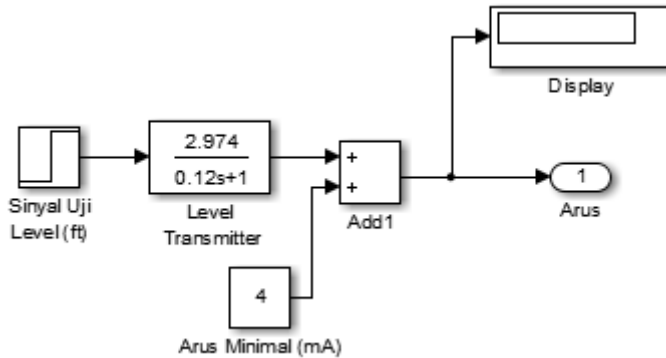 Display
2.974
0.12s+1
+
+
1
Sinyal Uji
Level (ft)
Level
Transmitter
Add1
Arus
4
Arus Minimal (mA)